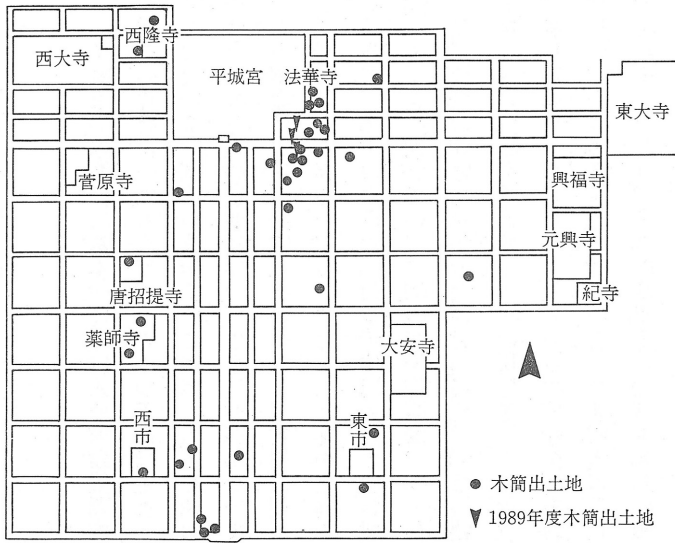 西隆寺
西大寺
平城宮
法華寺
東大寺
菅原寺
興福寺
元興寺
唐招提寺
紀寺
薬師寺
大安寺
西市
東市
木簡出土地
1989年度木簡出土地